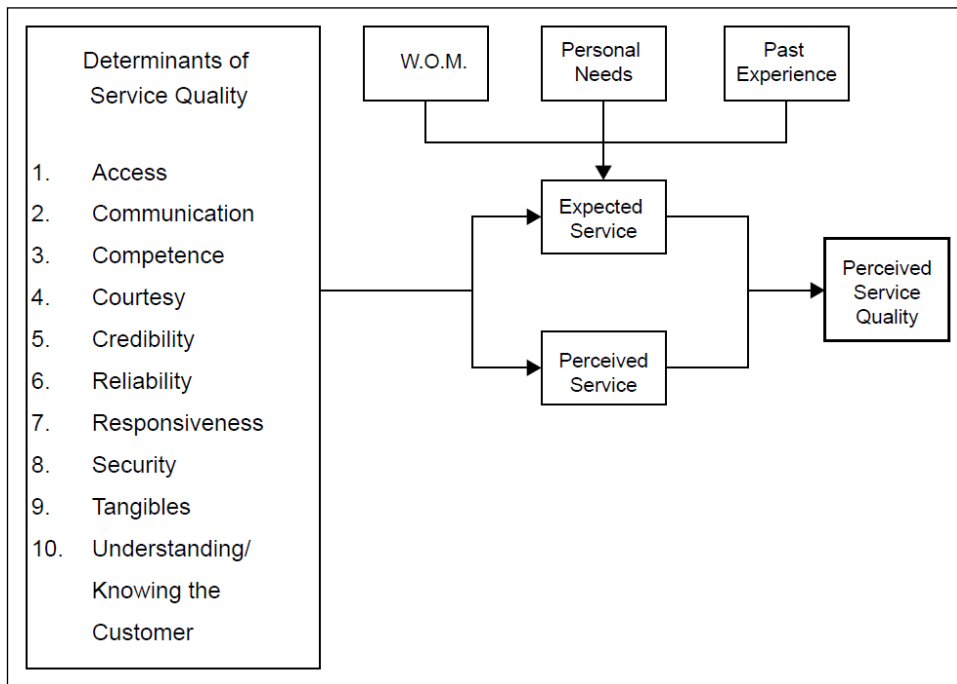 Determinants of
Service Quality
1. Access
2. Communication
3. Competence
4. Courtesy
5. Credibility
6. Reliability
7. Responsiveness
8. Security
9. Tangibles
10. Understanding/
Knowing the
Customer
W.O.M.
Personal
Needs
Past
Experience
Expected
Service
Perceived
Service
Perceived
Service
Quality